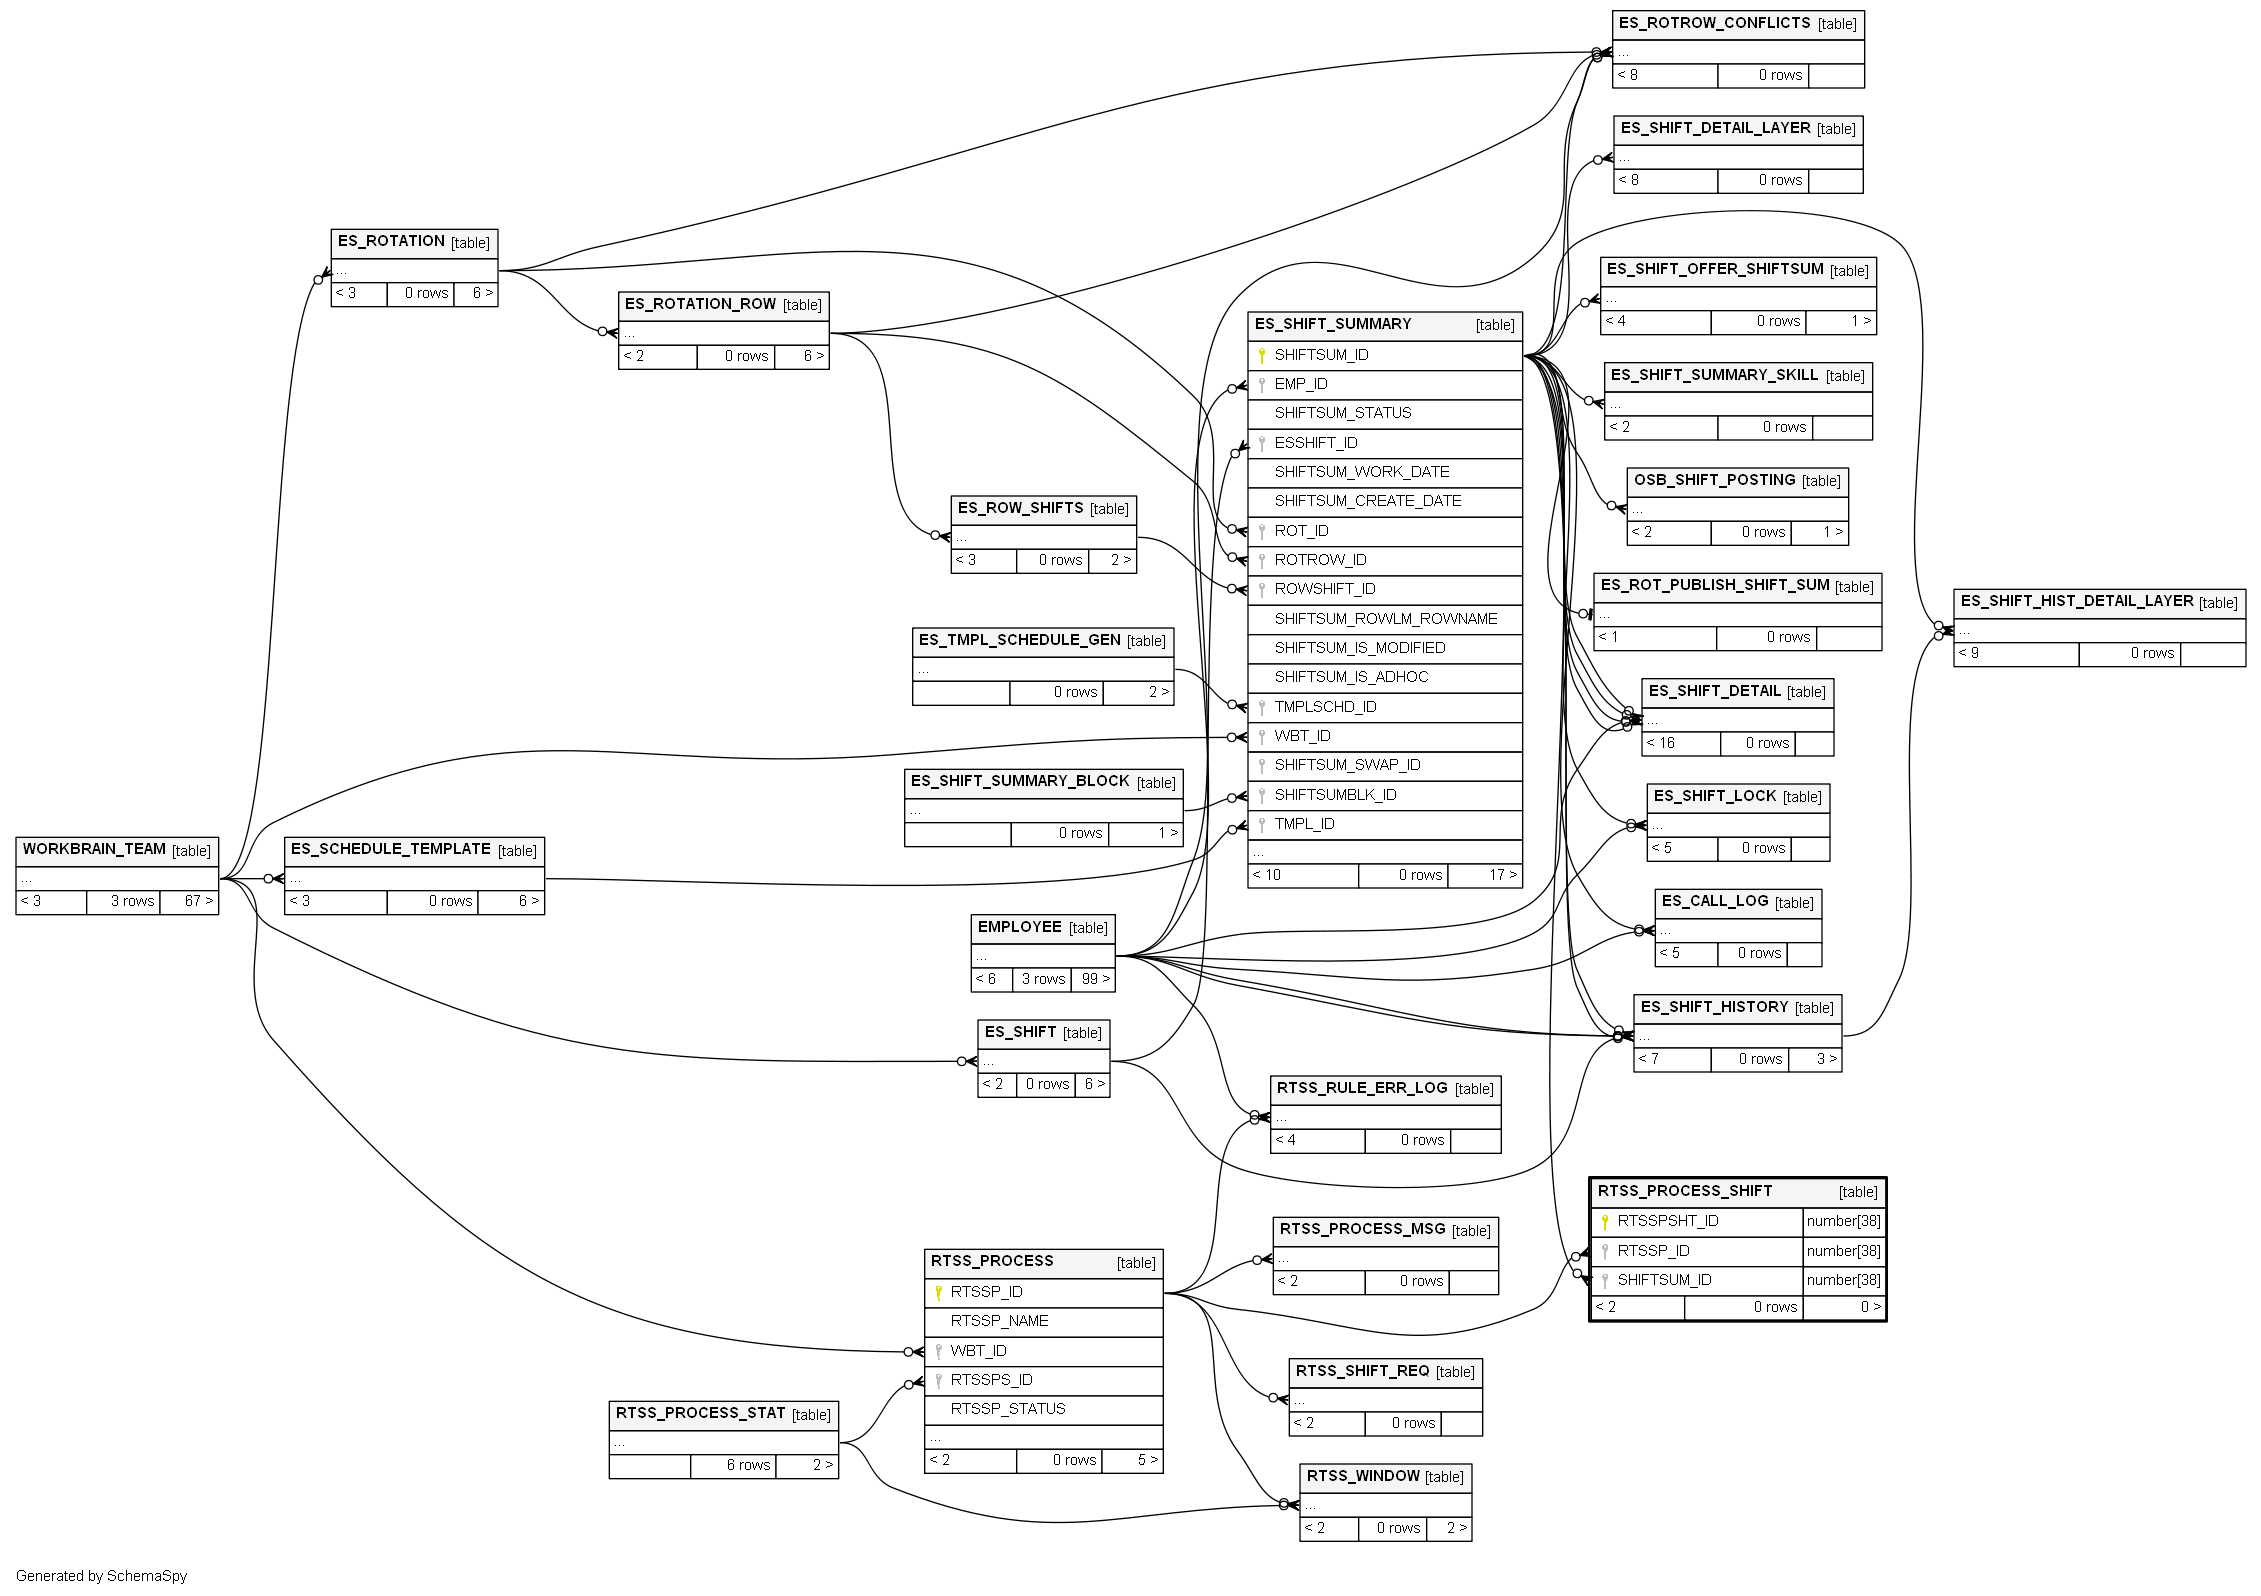 ES_ROTROW_CONFLICTS [table]
...
< 8 0 rows
ES_SHIFT_DETAIL_LAYER [table]
...
< 8 0 rows
ES_ROTATION [table]
...
< 3 0 rows 6 >
ES_ROTATION_ROW [table]
...
< 2 0 rows 6 >
ES_ROW_SHIFTS [table]
...
< 3 0 rows 2 >
ES_TMPL_SCHEDULE_GEN [table]
...
0 rows 2 >
ES_SHIFT_SUMMARY_BLOCK [table]
...
0 rows 1 >
WORKBRAIN_TEAM [table]
...
< 3 3 rows 67 >
ES_SCHEDULE_TEMPLATE [table]
...
< 3 0 rows 6 >
EMPLOYEE [table]
...
< 6 3 rows 99 >
ES_SHIFT [table]
...
< 2 0 rows 6 >
ES_SHIFT_SUMMARY [table]
SHIFTSUM_ID
EMP_ID
SHIFTSUM_STATUS
ESSHIFT_ID
SHIFTSUM_WORK_DATE
SHIFTSUM_CREATE_DATE
ROT_ID
ROTROW_ID
ROWSHIFT_ID
SHIFTSUM_ROWLM_ROWNAME
SHIFTSUM_IS_MODIFIED
SHIFTSUM_IS_ADHOC
TMPLSCHD_ID
WBT_ID
SHIFTSUM_SWAP_ID
SHIFTSUMBLK_ID
TMPL_ID
...
< 10 0 rows 17 >
ES_SHIFT_OFFER_SHIFTSUM [table]
...
< 4 0 rows 1 >
ES_SHIFT_SUMMARY_SKILL [table]
...
< 2 0 rows
OSB_SHIFT_POSTING [table]
...
< 2 0 rows 1 >
ES_ROT_PUBLISH_SHIFT_SUM [table]
...
< 1 0 rows
ES_SHIFT_HIST_DETAIL_LAYER [table]
...
< 9 0 rows
ES_SHIFT_DETAIL [table]
...
< 16 0 rows
ES_SHIFT_LOCK [table]
...
< 5 0 rows
ES_CALL_LOG [table]
...
< 5 0 rows
ES_SHIFT_HISTORY [table]
...
< 7 0 rows 3 >
RTSS_RULE_ERR_LOG [table]
...
< 4 0 rows
RTSS_PROCESS_SHIFT [table]
RTSSPSHT_ID number[38]
RTSSP_ID number[38]
SHIFTSUM_ID number[38]
< 2 0 rows 0 >
RTSS_PROCESS_MSG [table]
...
< 2 0 rows
RTSS_PROCESS [table]
RTSSP_ID
RTSSP_NAME
WBT_ID
RTSSPS_ID
RTSSP_STATUS
...
< 2 0 rows 5 >
RTSS_SHIFT_REQ [table]
...
< 2 0 rows
RTSS_PROCESS_STAT [table]
...
6 rows 2 >
RTSS_WINDOW [table]
...
< 2 0 rows 2 >
Generated by SchemaSpy